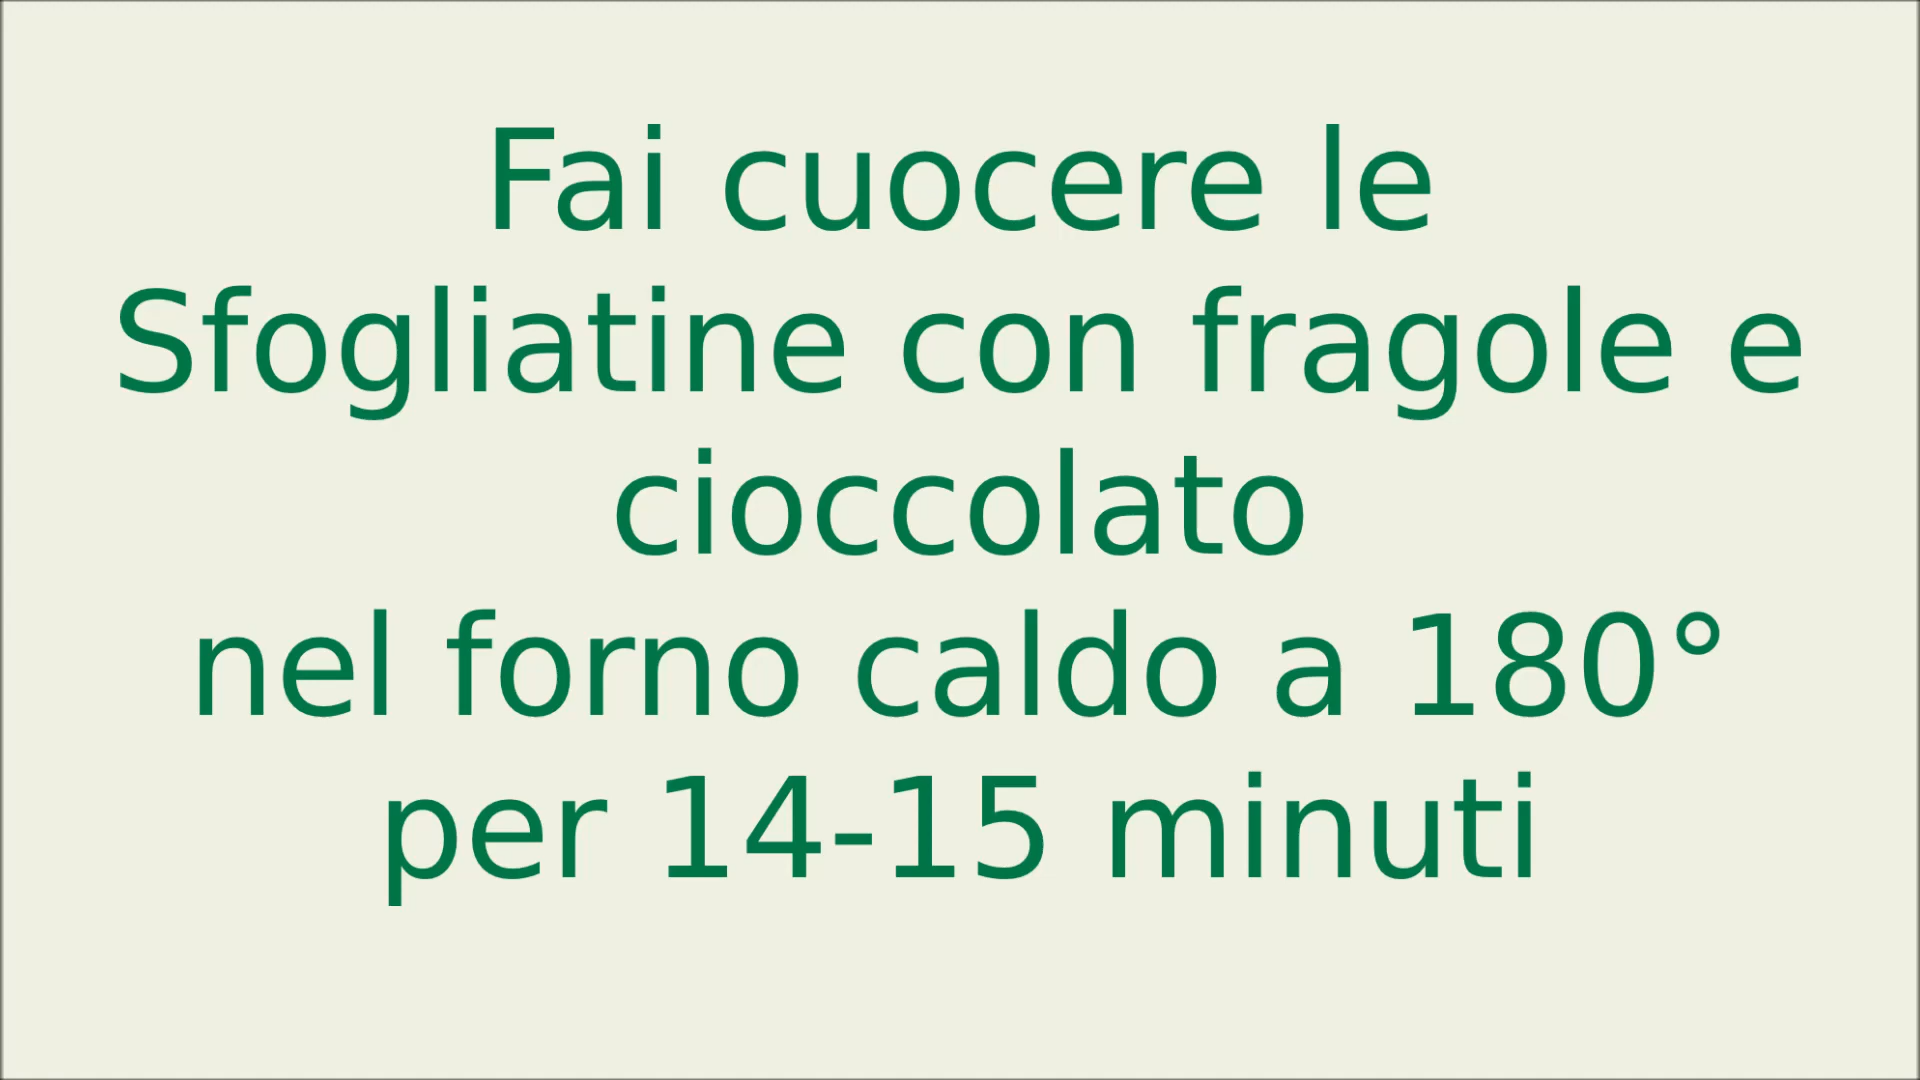 Fai cuocere le
Sfogliatine con fragole e
cioccolato
nel forno caldo a 180°
per 14-15 minuti